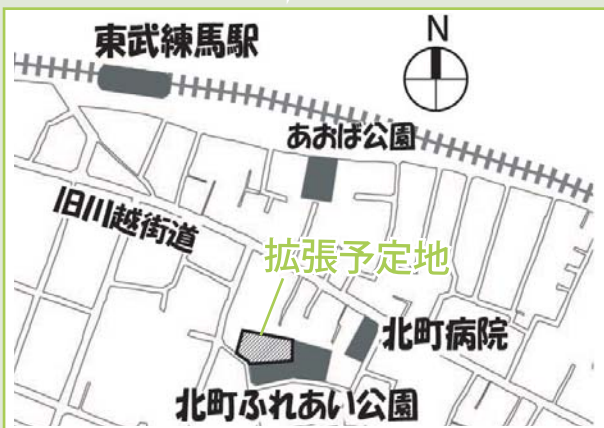 東武練馬駅
N
あおば公園
旧川越街道
拡張予定地
北町病院
北町ふれあい公園